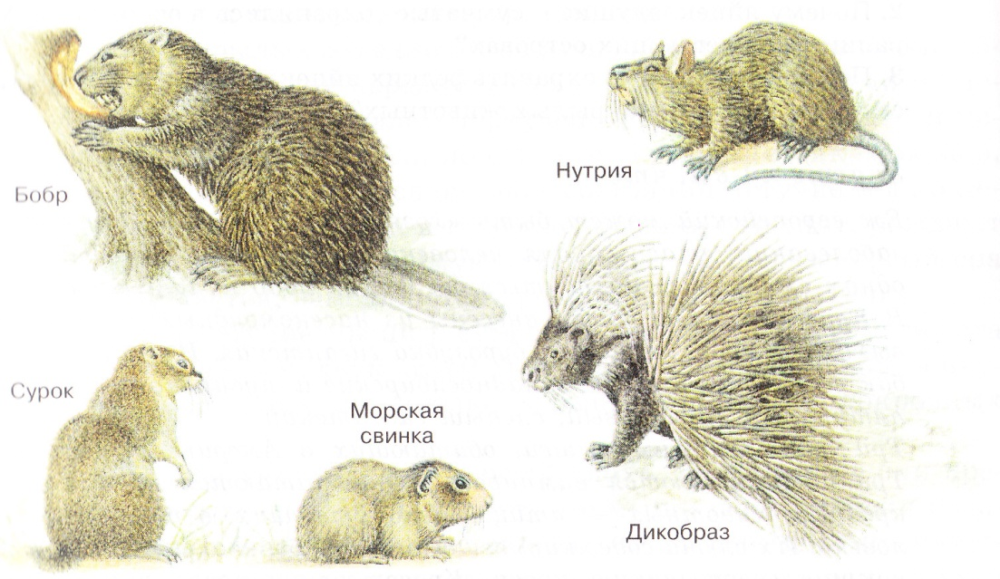 Бобр
Нутрия
Сурок
Морская
свинка
Дикобраз